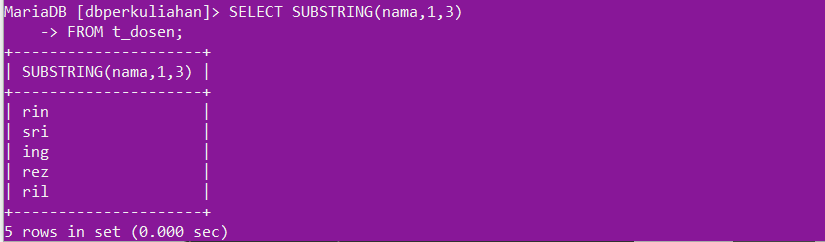 MariaDB [dbperkuliahan]> SELECT SUBSTRING(nama,1,3)
    -> FROM t_dosen;
+---------------------+
| SUBSTRING(nama,1,3) |
+---------------------+
| rin                 |
| sri                 |
| ing                 |
| rez                 |
| ril                 |
+---------------------+
5 rows in set (0.000 sec)